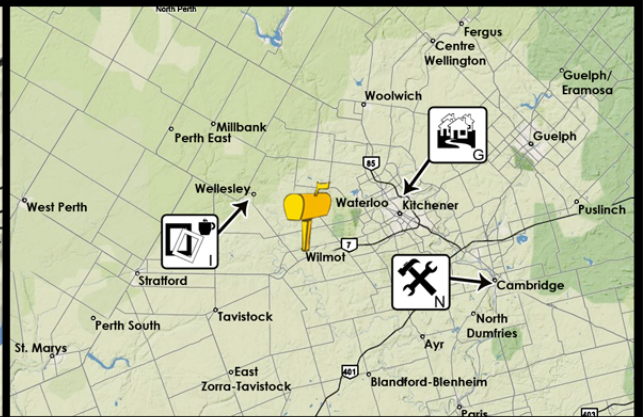 North Perth
Fergus
Centre
Wellington
Guelph/
Eramosa
Woolwich
Millbank
Perth East
G
Guelph
85
Wellesley
West Perth
Waterloo
Kitchener
Puslinch
I
7
Wilmot
Stratford
Cambridge
N
Tavistock
Perth South
North
Dumfries
St. Marys
Ayr
East
Zorra-Tavistock
401
Blandford-Blenheim
Paris
403